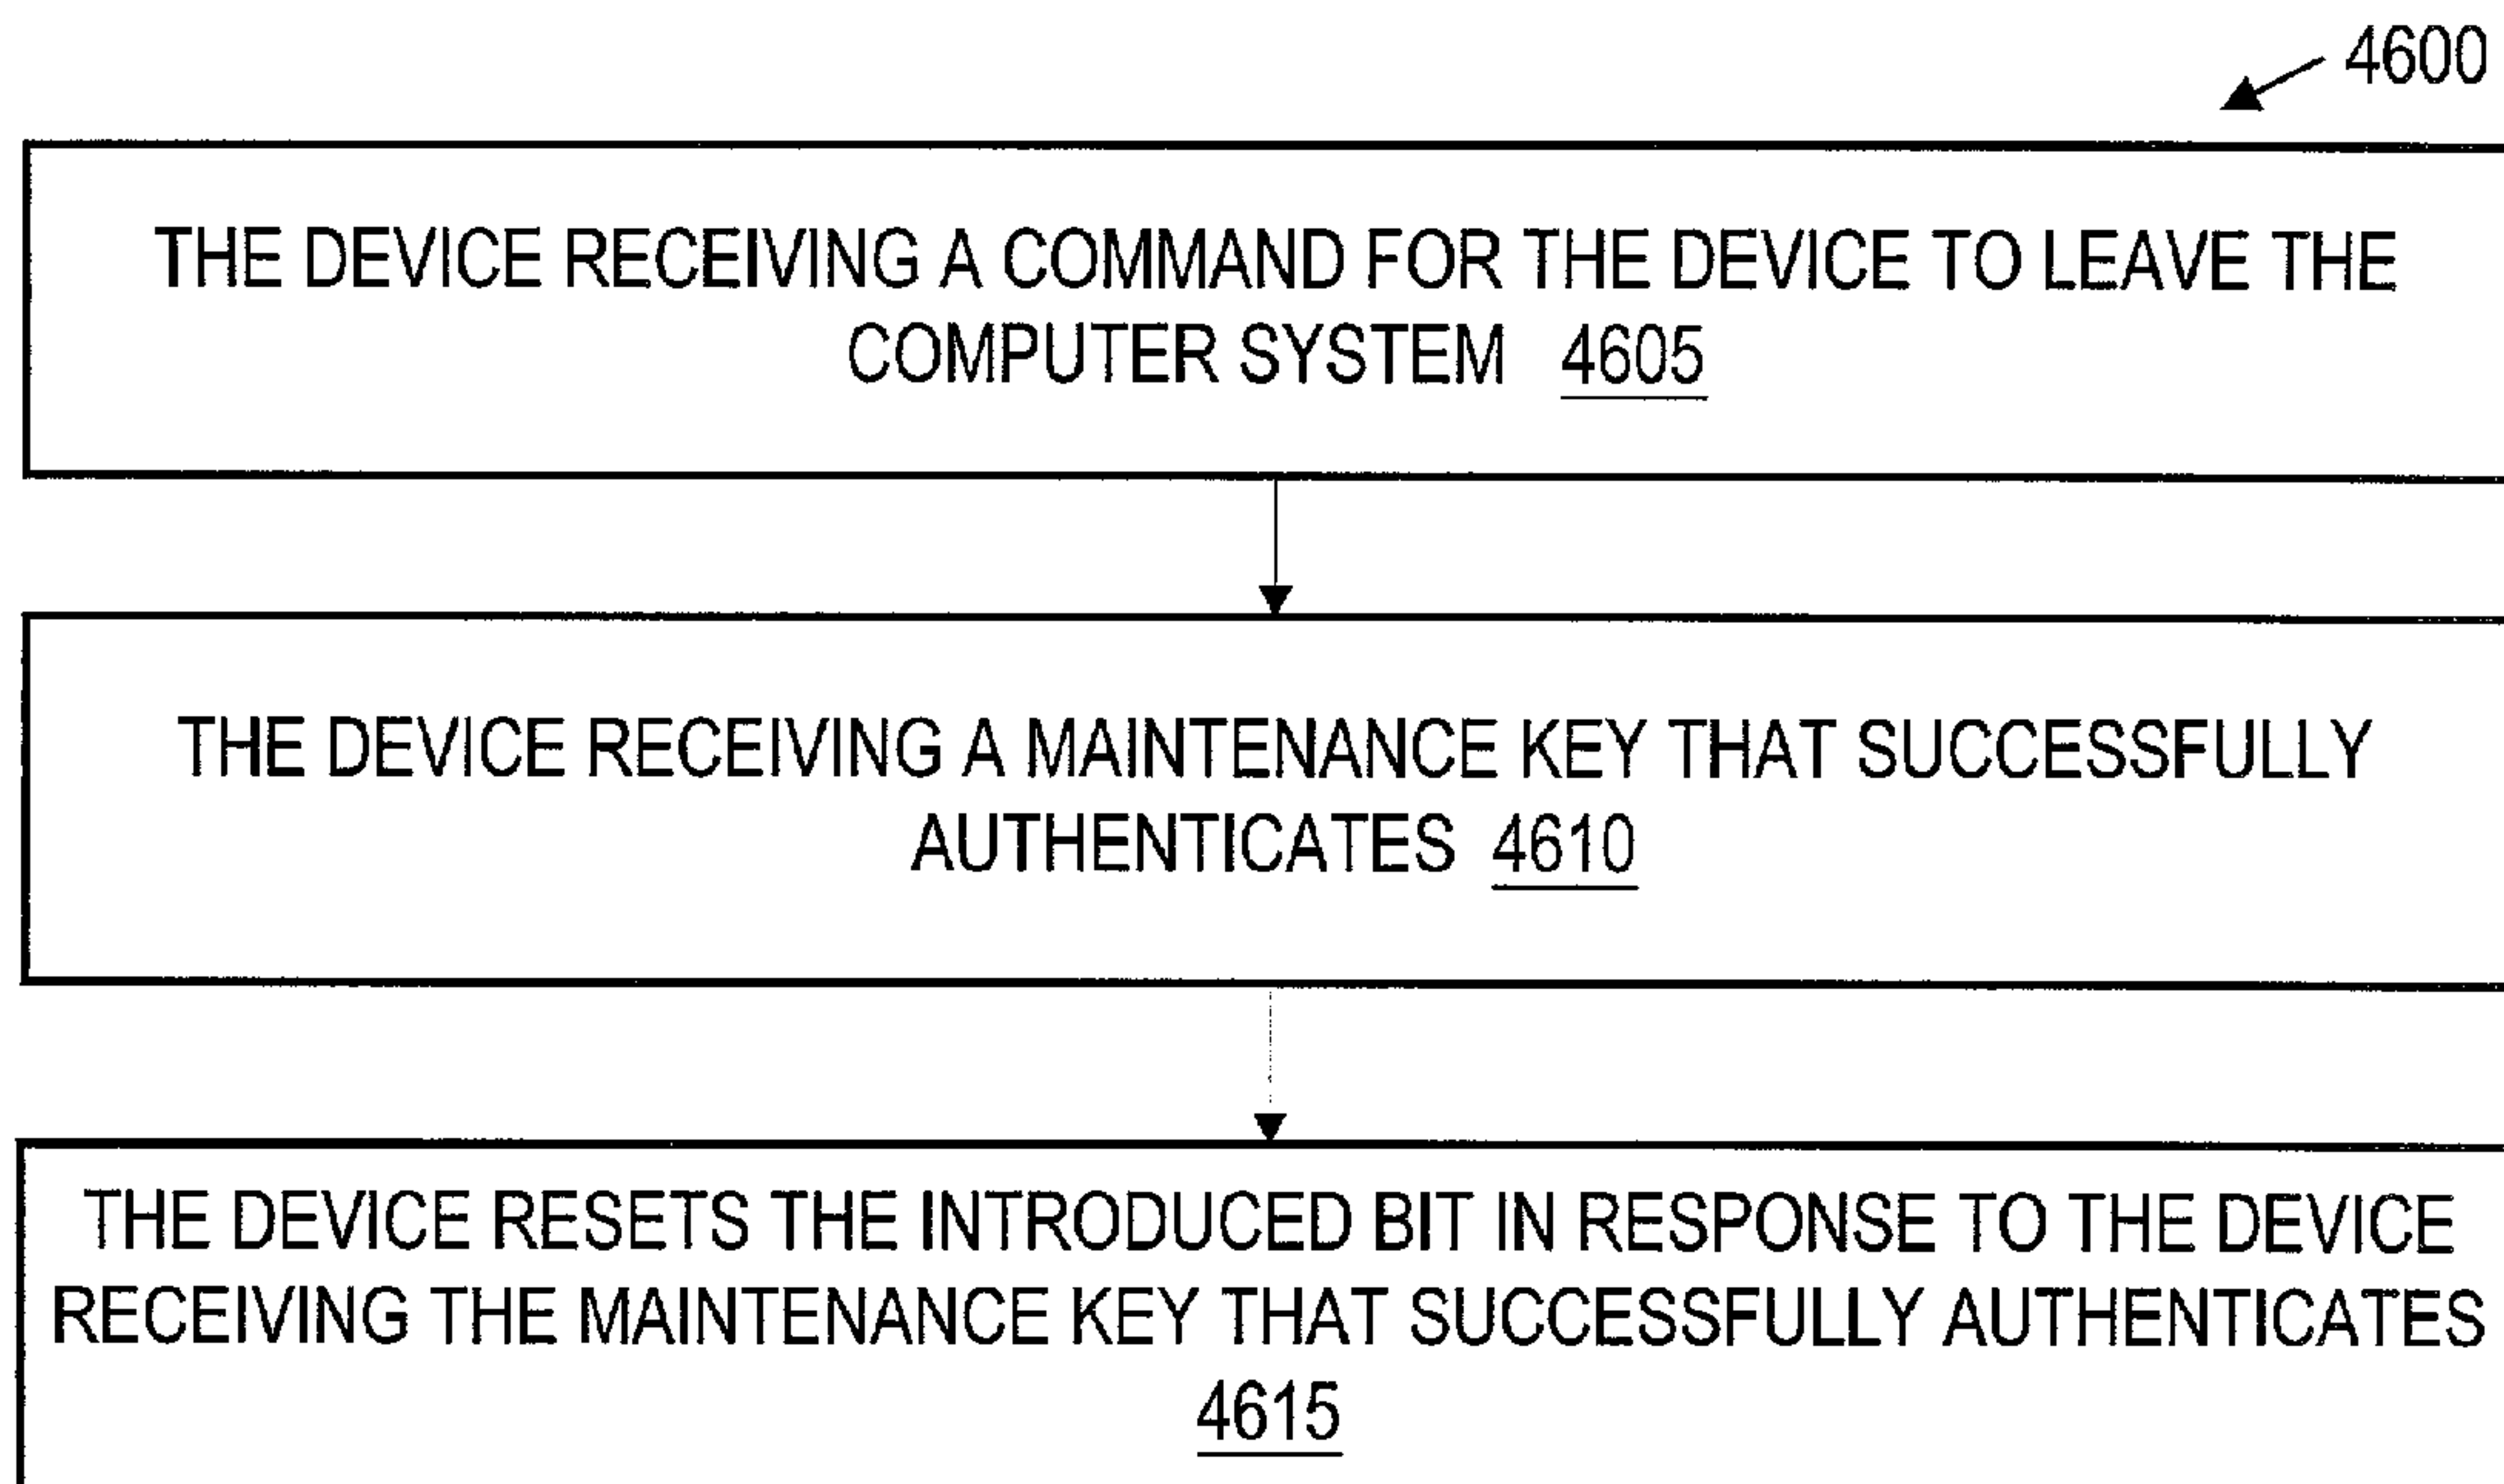 4600
THE DEVICE RECEIVING A COMMAND FOR THE DEVICE TO LEAVE THE
COMPUTER SYSTEM 4605
THE DEVICE RECEIVING A MAINTENANCE KEY THAT SUCCESSFULLY
AUTHENTICATES 4610
THE DEVICE RESETS THE INTRODUCED BIT IN RESPONSE TO THE DEVICE
RECEIVING THE MAINTENANCE KEY THAT SUCCESSFULLY AUTHENTICATES
4615